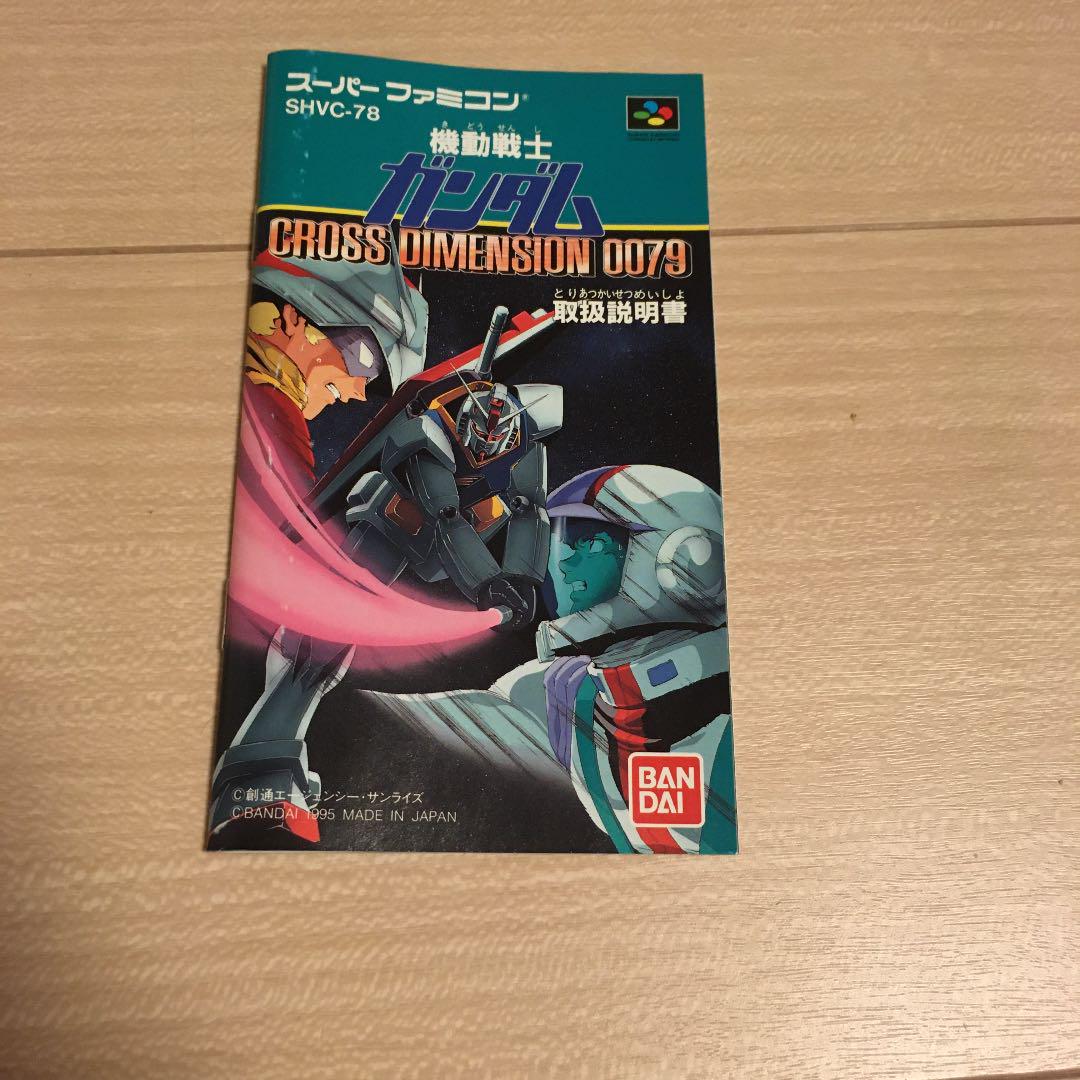 スーパーファミコン®
SHVC-78
きどうせんし
機動戦士
ガンダム
CROSS DIMENSION 0079
とりあつかいせつめいしょ
取扱説明書
BAN
DAI
©創通エージェンシー・サンライズ
©BANDAI 1995 MADE IN JAPAN